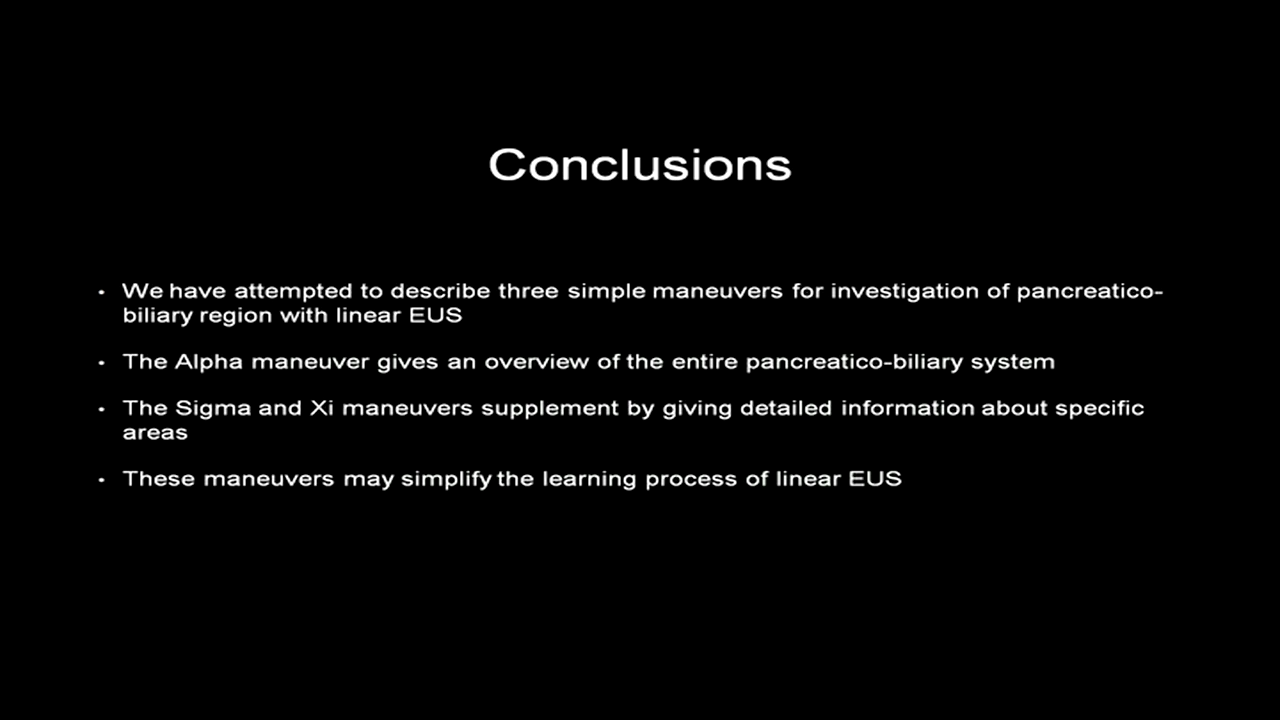 Conclusions
• We have attempted to describe three simple maneuvers for investigation of pancreatico-
biliary region with linear EUS
• The Alpha maneuver gives an overview of the entire pancreatico-biliary system
• The Sigma and Xi maneuvers supplement by giving detailed information about specific
areas
• These maneuvers may simplify the learning process of linear EUS